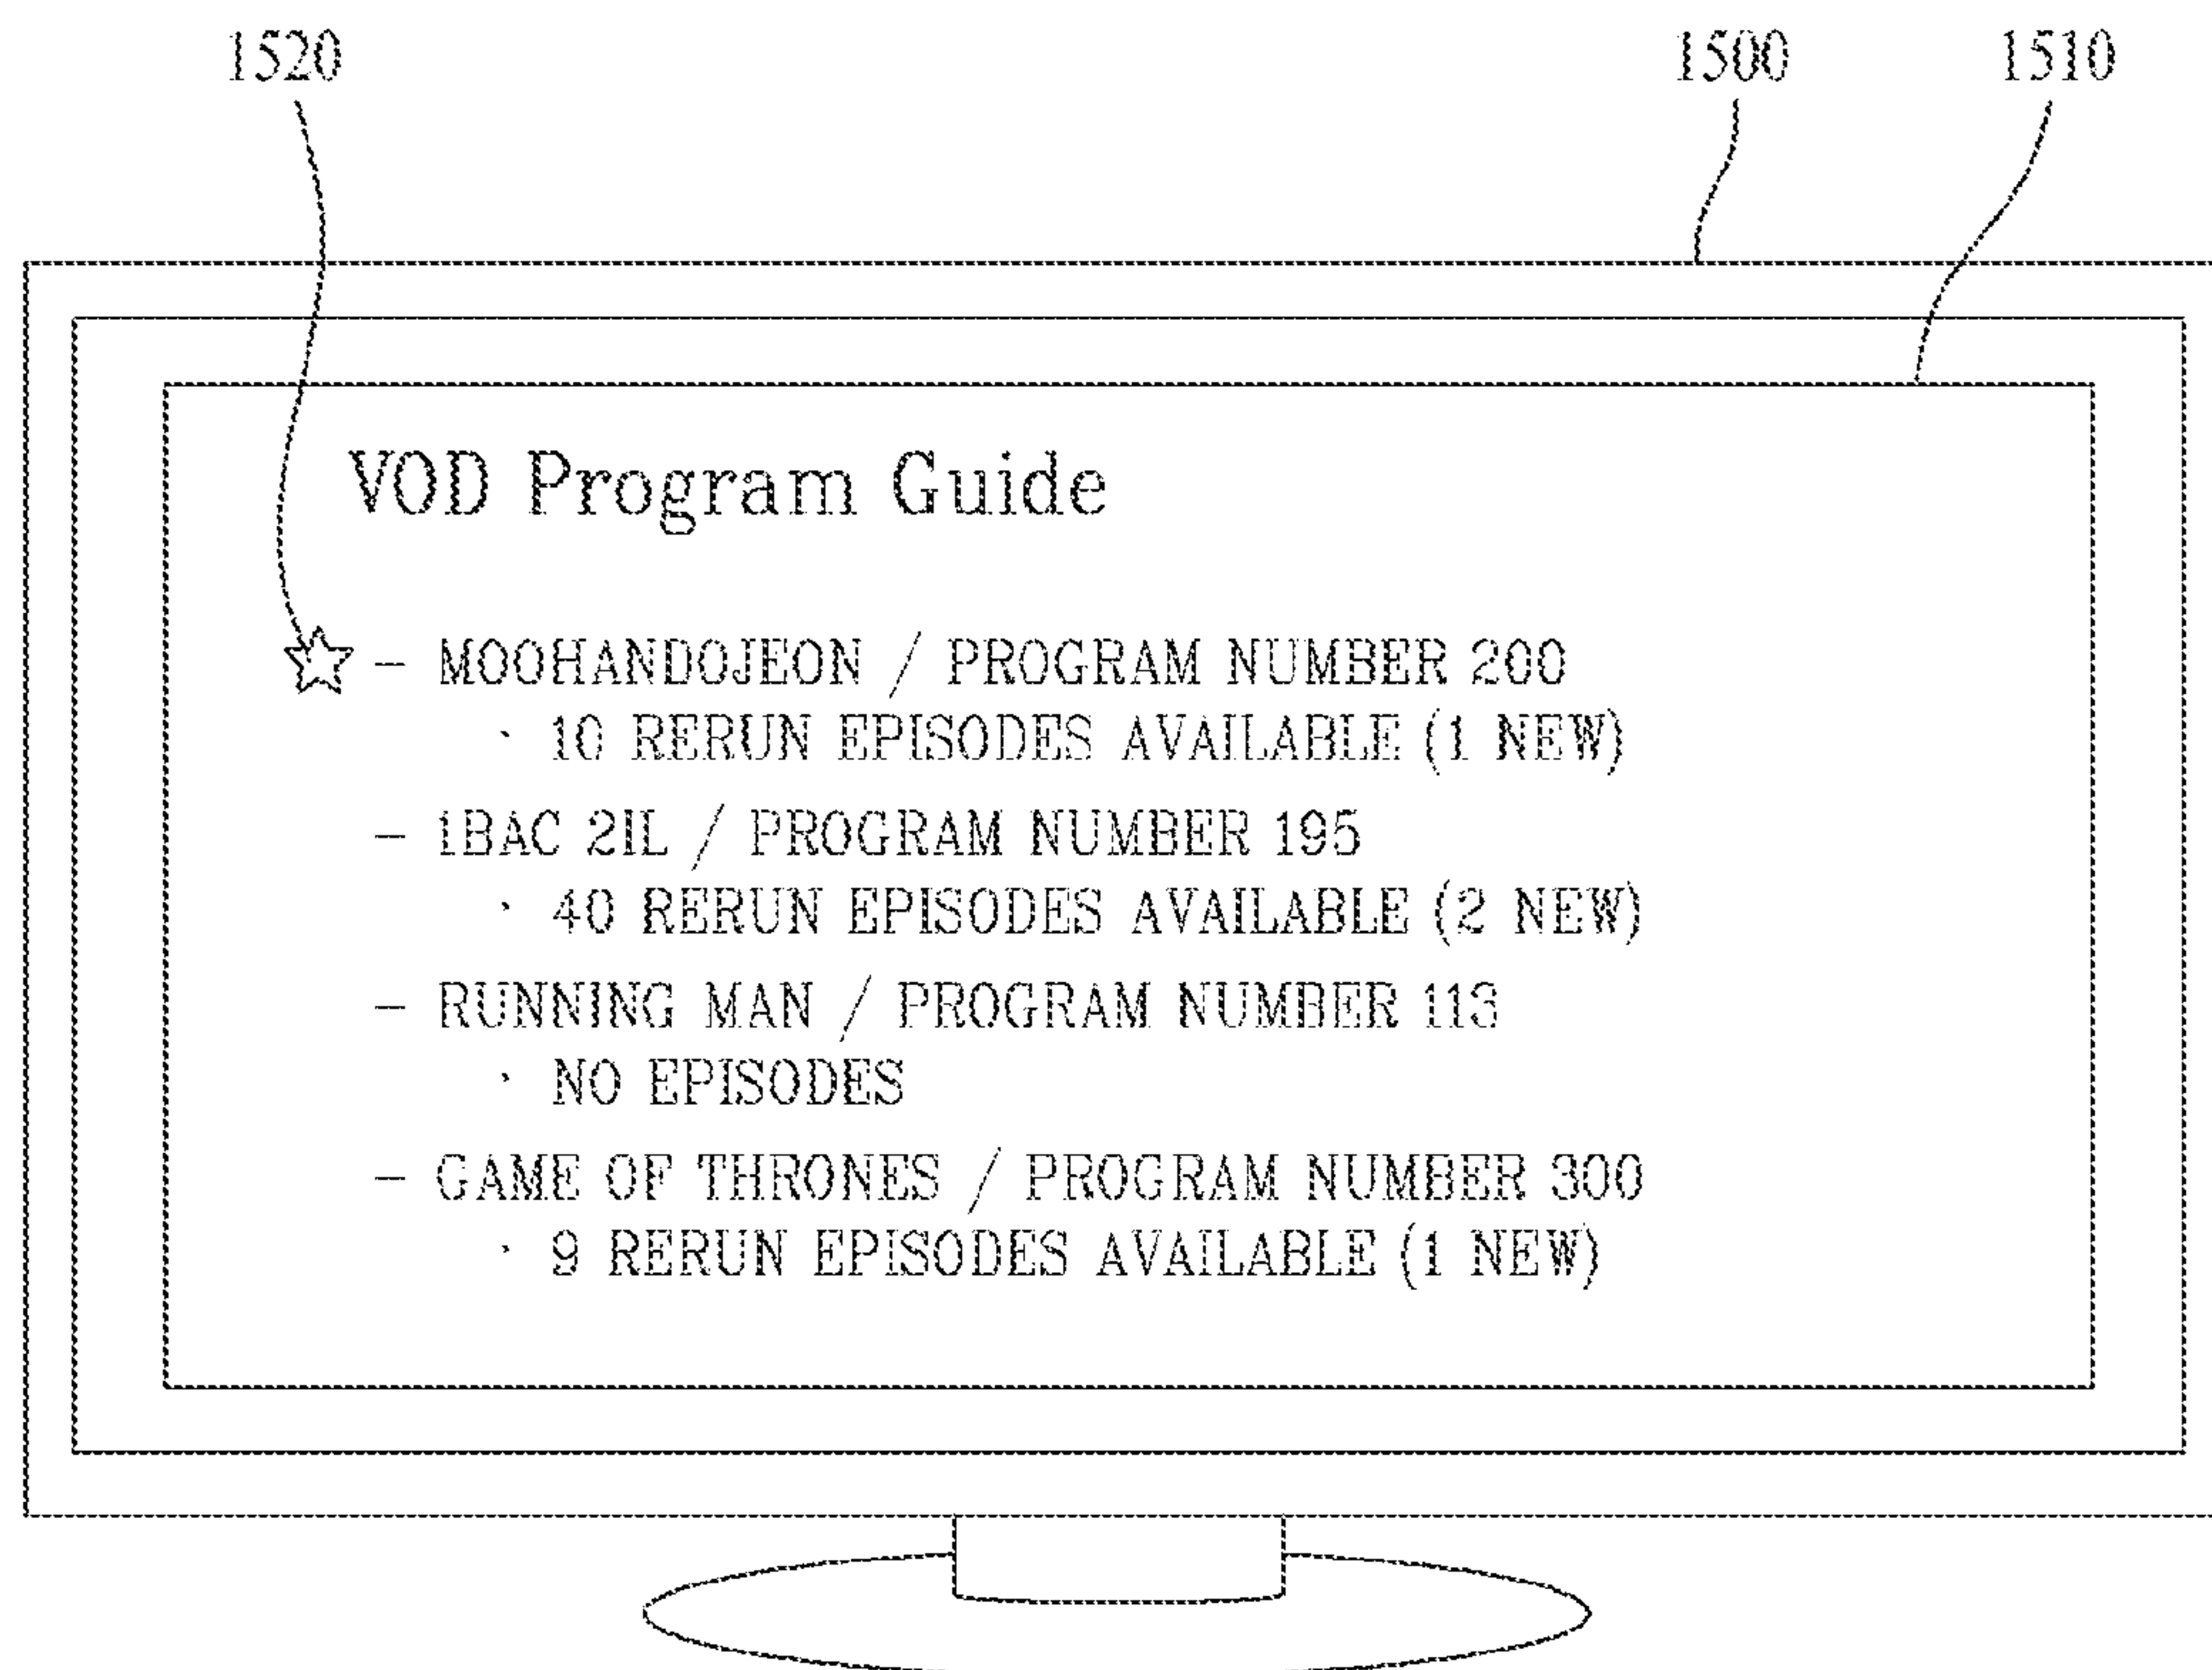 1520 1500 1510
VOD Program Guide
☆ - MOOHANDOJEON / PROGRAM NUMBER 200
· 10 RERUN EPISODES AVAILABLE (1 NEW)
- 1BAC 2IL / PROGRAM NUMBER 195
· 40 RERUN EPISODES AVAILABLE (2 NEW)
- RUNNING MAN / PROGRAM NUMBER 113
· NO EPISODES
- GAME OF THRONES / PROGRAM NUMBER 300
· 9 RERUN EPISODES AVAILABLE (1 NEW)